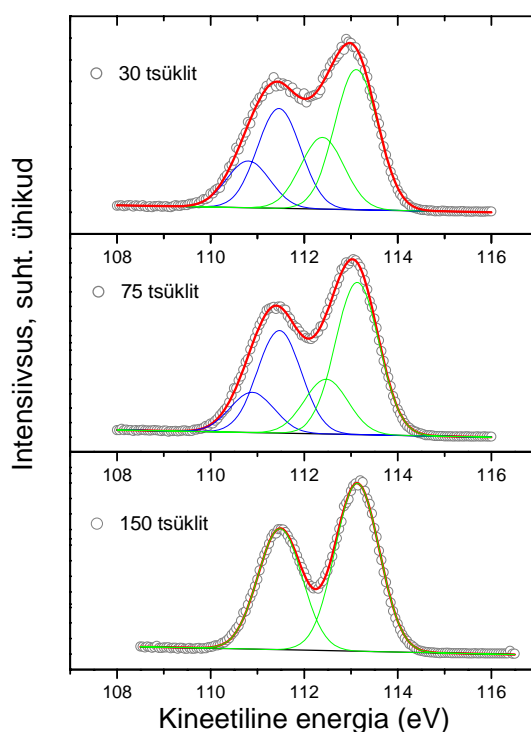 30 tsüklit
108 110 112 114 116
75 tsüklit
108 110 112 114 116
150 tsüklit
108 110 112 114 116
Kineetiline energia (eV)
Intensiivsus, suht. ühikud